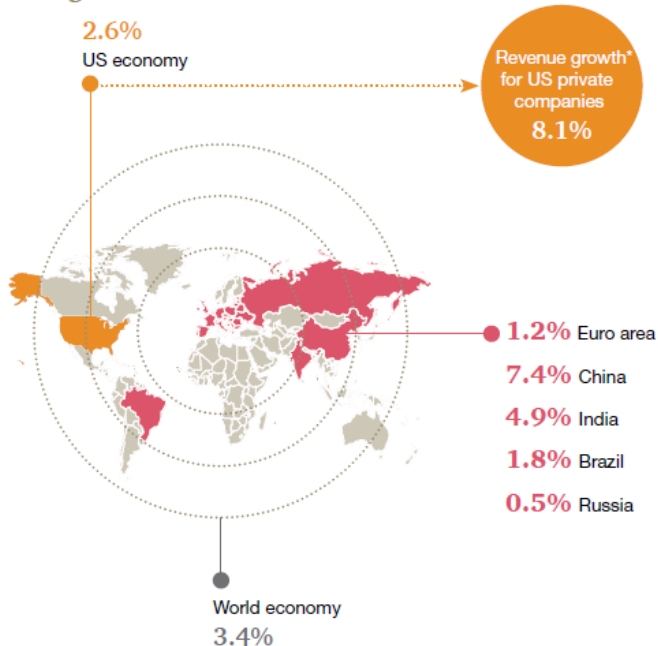 2.6%
US economy
Revenue growth*
for US private
companies
8.1%
1.2% Euro area
7.4% China
4.9% India
1.8% Brazil
0.5% Russia
World economy
3.4%